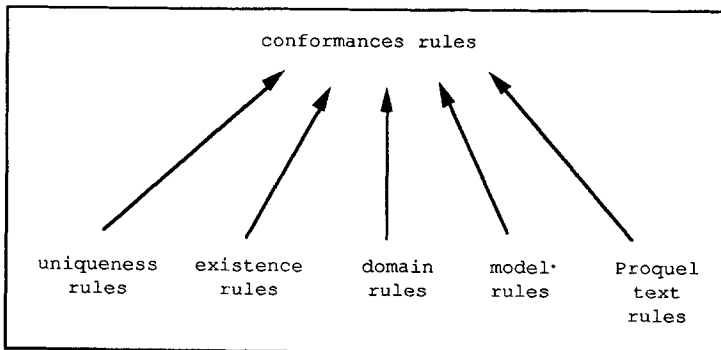 conformances rules
uniqueness rules
existence rules
domain rules
model rules
Proquel text rules